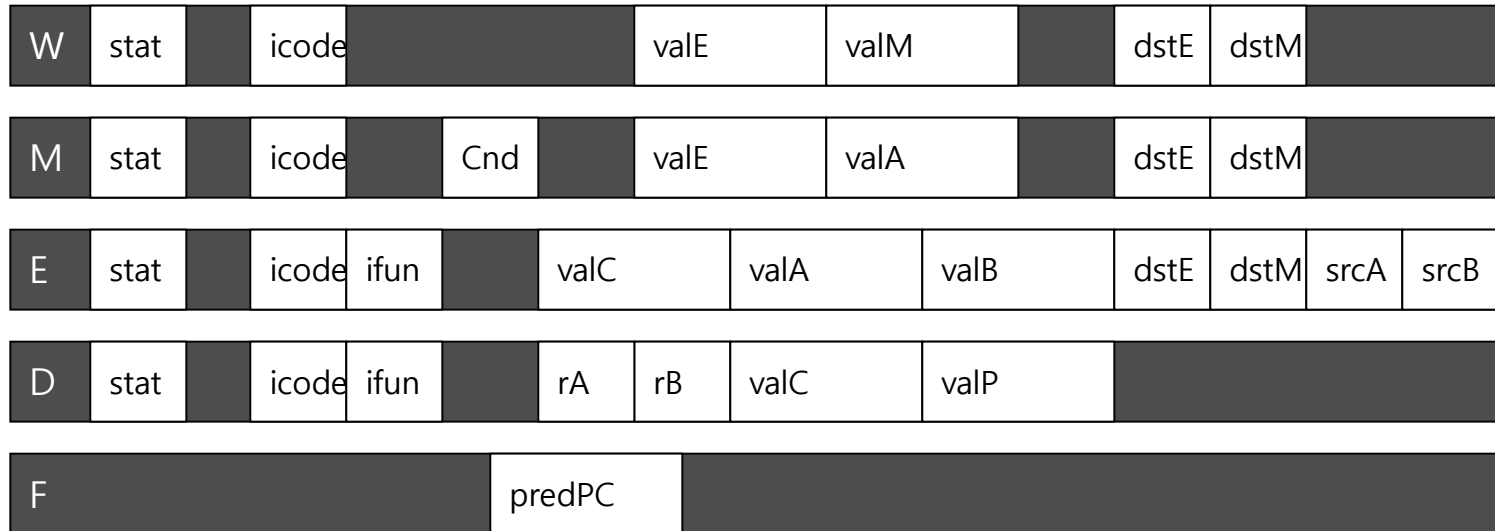 W stat icode valE valM dstE dstM
M stat icode Cnd valE valA dstE dstM
E stat icode ifun valC valA valB dstE dstM srcA srcB
D stat icode ifun rA rB valC valP
F predPC